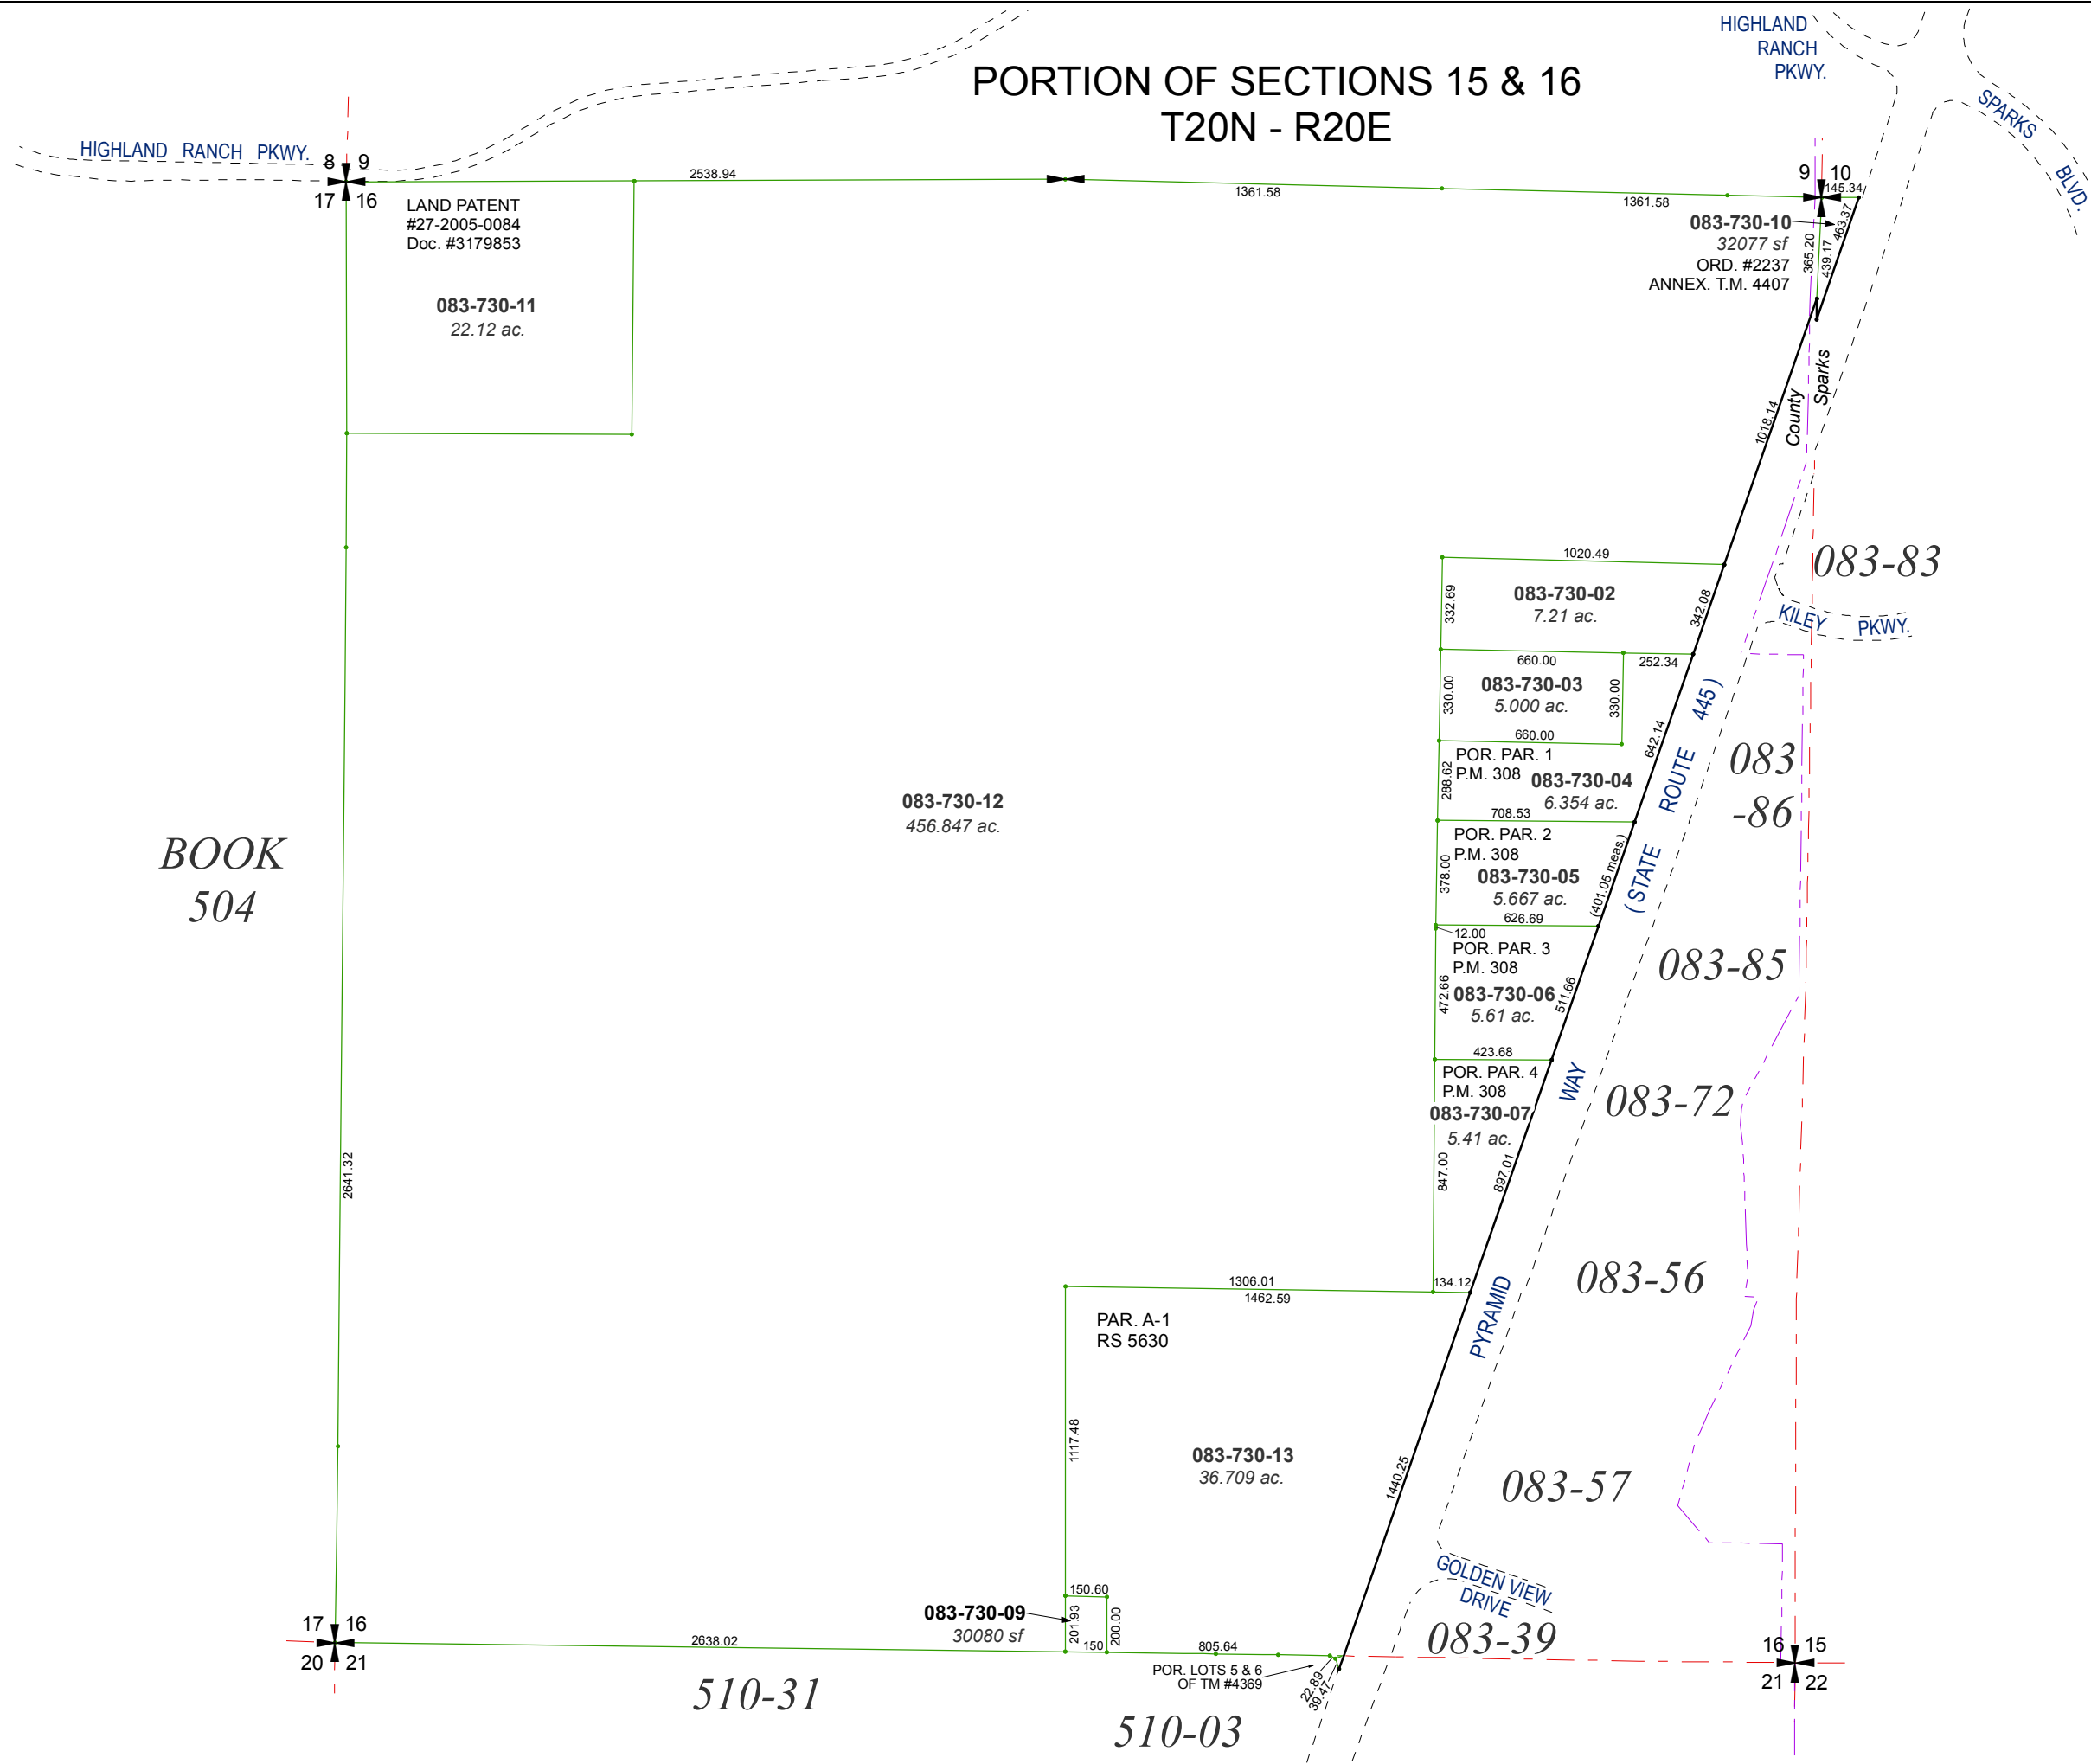 PORTION OF SECTIONS 15 & 16
T20N - R20E
HIGHLAND
RANCH
PKWY.
SPARKS
BLVD.
HIGHLAND RANCH PKWY.
8 9
17 16
2538.94
1361.58
1361.58
9 10
145.34
LAND PATENT
#27-2005-0084
Doc. #3179853
083-730-11
22.12 ac.
083-730-10
32077 sf
ORD. #2237
ANNEX. T.M. 4407
365.20
439.17
463.37
County
Sparks
1018.14
083-83
1020.49
332.69
083-730-02
7.21 ac.
342.08
KILEY PKWY.
660.00
252.34
330.00
083-730-03
5.000 ac.
330.00
660.00
642.14
POR. PAR. 1
P.M. 308
288.62
083-730-04
6.354 ac.
083
-86
083-730-12
456.847 ac.
BOOK
504
708.53
POR. PAR. 2
P.M. 308
378.00
083-730-05
5.667 ac.
(401.05 meas.)
626.69
12.00
POR. PAR. 3
P.M. 308
472.66
083-730-06
5.61 ac.
511.66
083-85
423.68
POR. PAR. 4
P.M. 308
083-730-07
5.41 ac.
847.00
897.01
PYRAMID WAY ( STATE ROUTE 445 )
083-72
2641.32
083-56
1306.01
134.12
1462.59
PAR. A-1
RS 5630
1117.48
083-730-13
36.709 ac.
1440.25
083-57
GOLDEN VIEW
DRIVE
083-39
150.60
083-730-09
30080 sf
201.93
200.00
150
805.64
17 16
20 21
2638.02
POR. LOTS 5 & 6
OF TM #4369
22.89
39.47
16 15
21 22
510-31
510-03